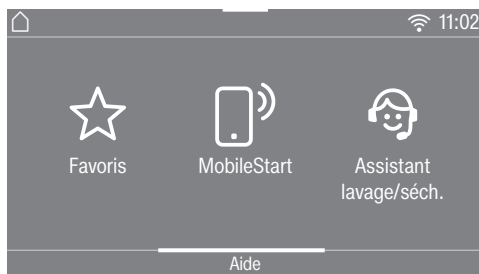 11:02
Favoris
MobileStart
Assistant
lavage/séch.
Aide